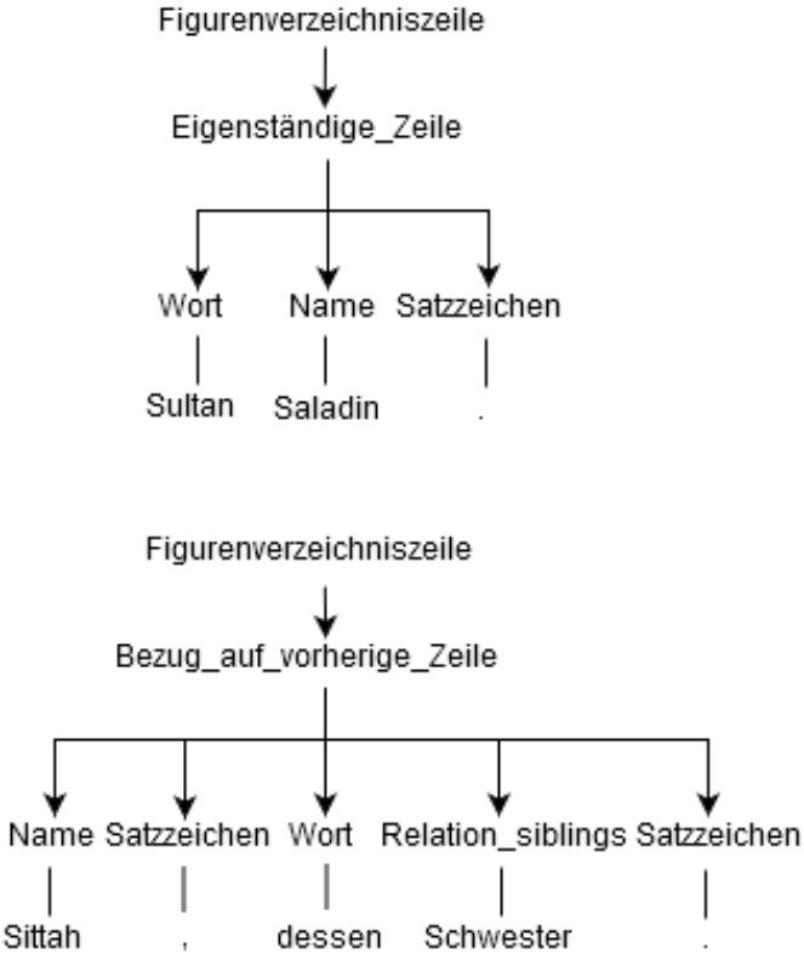 Figurenverzeichniszeile
Eigenständige_Zeile
Wort Name Satzzeichen
Sultan Saladin .
Figurenverzeichniszeile
Bezug_auf_vorherige_Zeile
Name Satzzeichen Wort Relation_siblings Satzzeichen
Sittah , dessen Schwester .